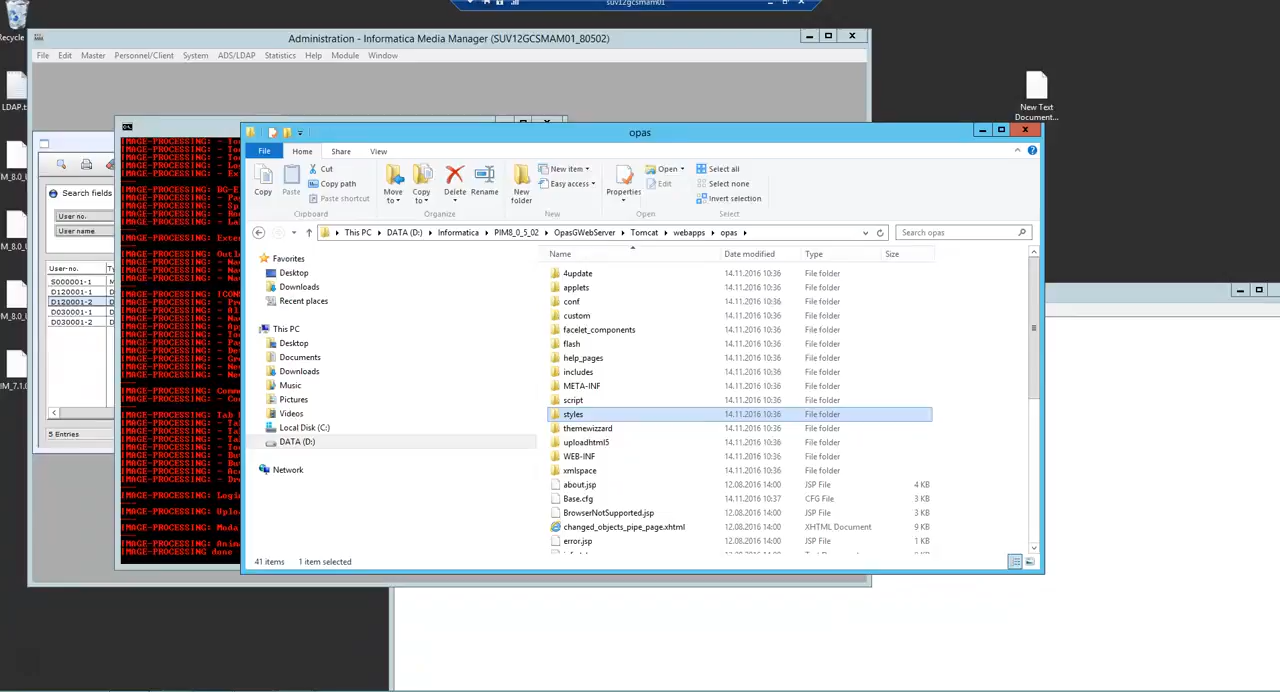 suv12gcsmam01
Recycle
Administration - Informatica Media Manager (SUV12GCSMAM01_80502)
File Edit Master Personnel/Client System ADS/LDAP Statistics Help Module Window
LDAP.t
New Text
Document...
opas
File Home Share View
Copy
Paste
Cut
Copy path
Paste shortcut
Clipboard
Move to
Copy to
Delete
Rename
Organize
New folder
New item
Easy access
New
Properties
Open
Edit
Open
Select all
Select none
Invert selection
Select
This PC DATA (D:) Informatica PIM8_0_5_02 OpasGWebServer Tomcat webapps opas
Search opas
Search fields
User no.
User name
User-no.
S000001-1
D120001-1
D120001-2
D030001-1
D030001-2
5 Entries
IMAGE-PROCESSING:
IMAGE-PROCESSING done
Favorites
Desktop
Downloads
Recent places
This PC
Desktop
Documents
Downloads
Music
Pictures
Videos
Local Disk (C:)
DATA (D:)
Network
Name Date modified Type Size
4update 14.11.2016 10:36 File folder
applets 14.11.2016 10:36 File folder
conf 14.11.2016 10:36 File folder
custom 14.11.2016 10:36 File folder
facelet_components 14.11.2016 10:36 File folder
flash 14.11.2016 10:36 File folder
help_pages 14.11.2016 10:36 File folder
includes 14.11.2016 10:36 File folder
META-INF 14.11.2016 10:36 File folder
script 14.11.2016 10:36 File folder
styles 14.11.2016 10:36 File folder
themewizzard 14.11.2016 10:36 File folder
uploadhtml5 14.11.2016 10:36 File folder
WEB-INF 14.11.2016 10:36 File folder
xmlspace 14.11.2016 10:36 File folder
about.jsp 12.08.2016 14:00 JSP File 4 KB
Base.cfg 14.11.2016 10:37 CFG File 3 KB
BrowserNotSupported.jsp 12.08.2016 14:00 JSP File 3 KB
changed_objects_pipe_page.xhtml 12.08.2016 14:00 XHTML Document 9 KB
error.jsp 12.08.2016 14:00 JSP File 1 KB
41 items 1 item selected